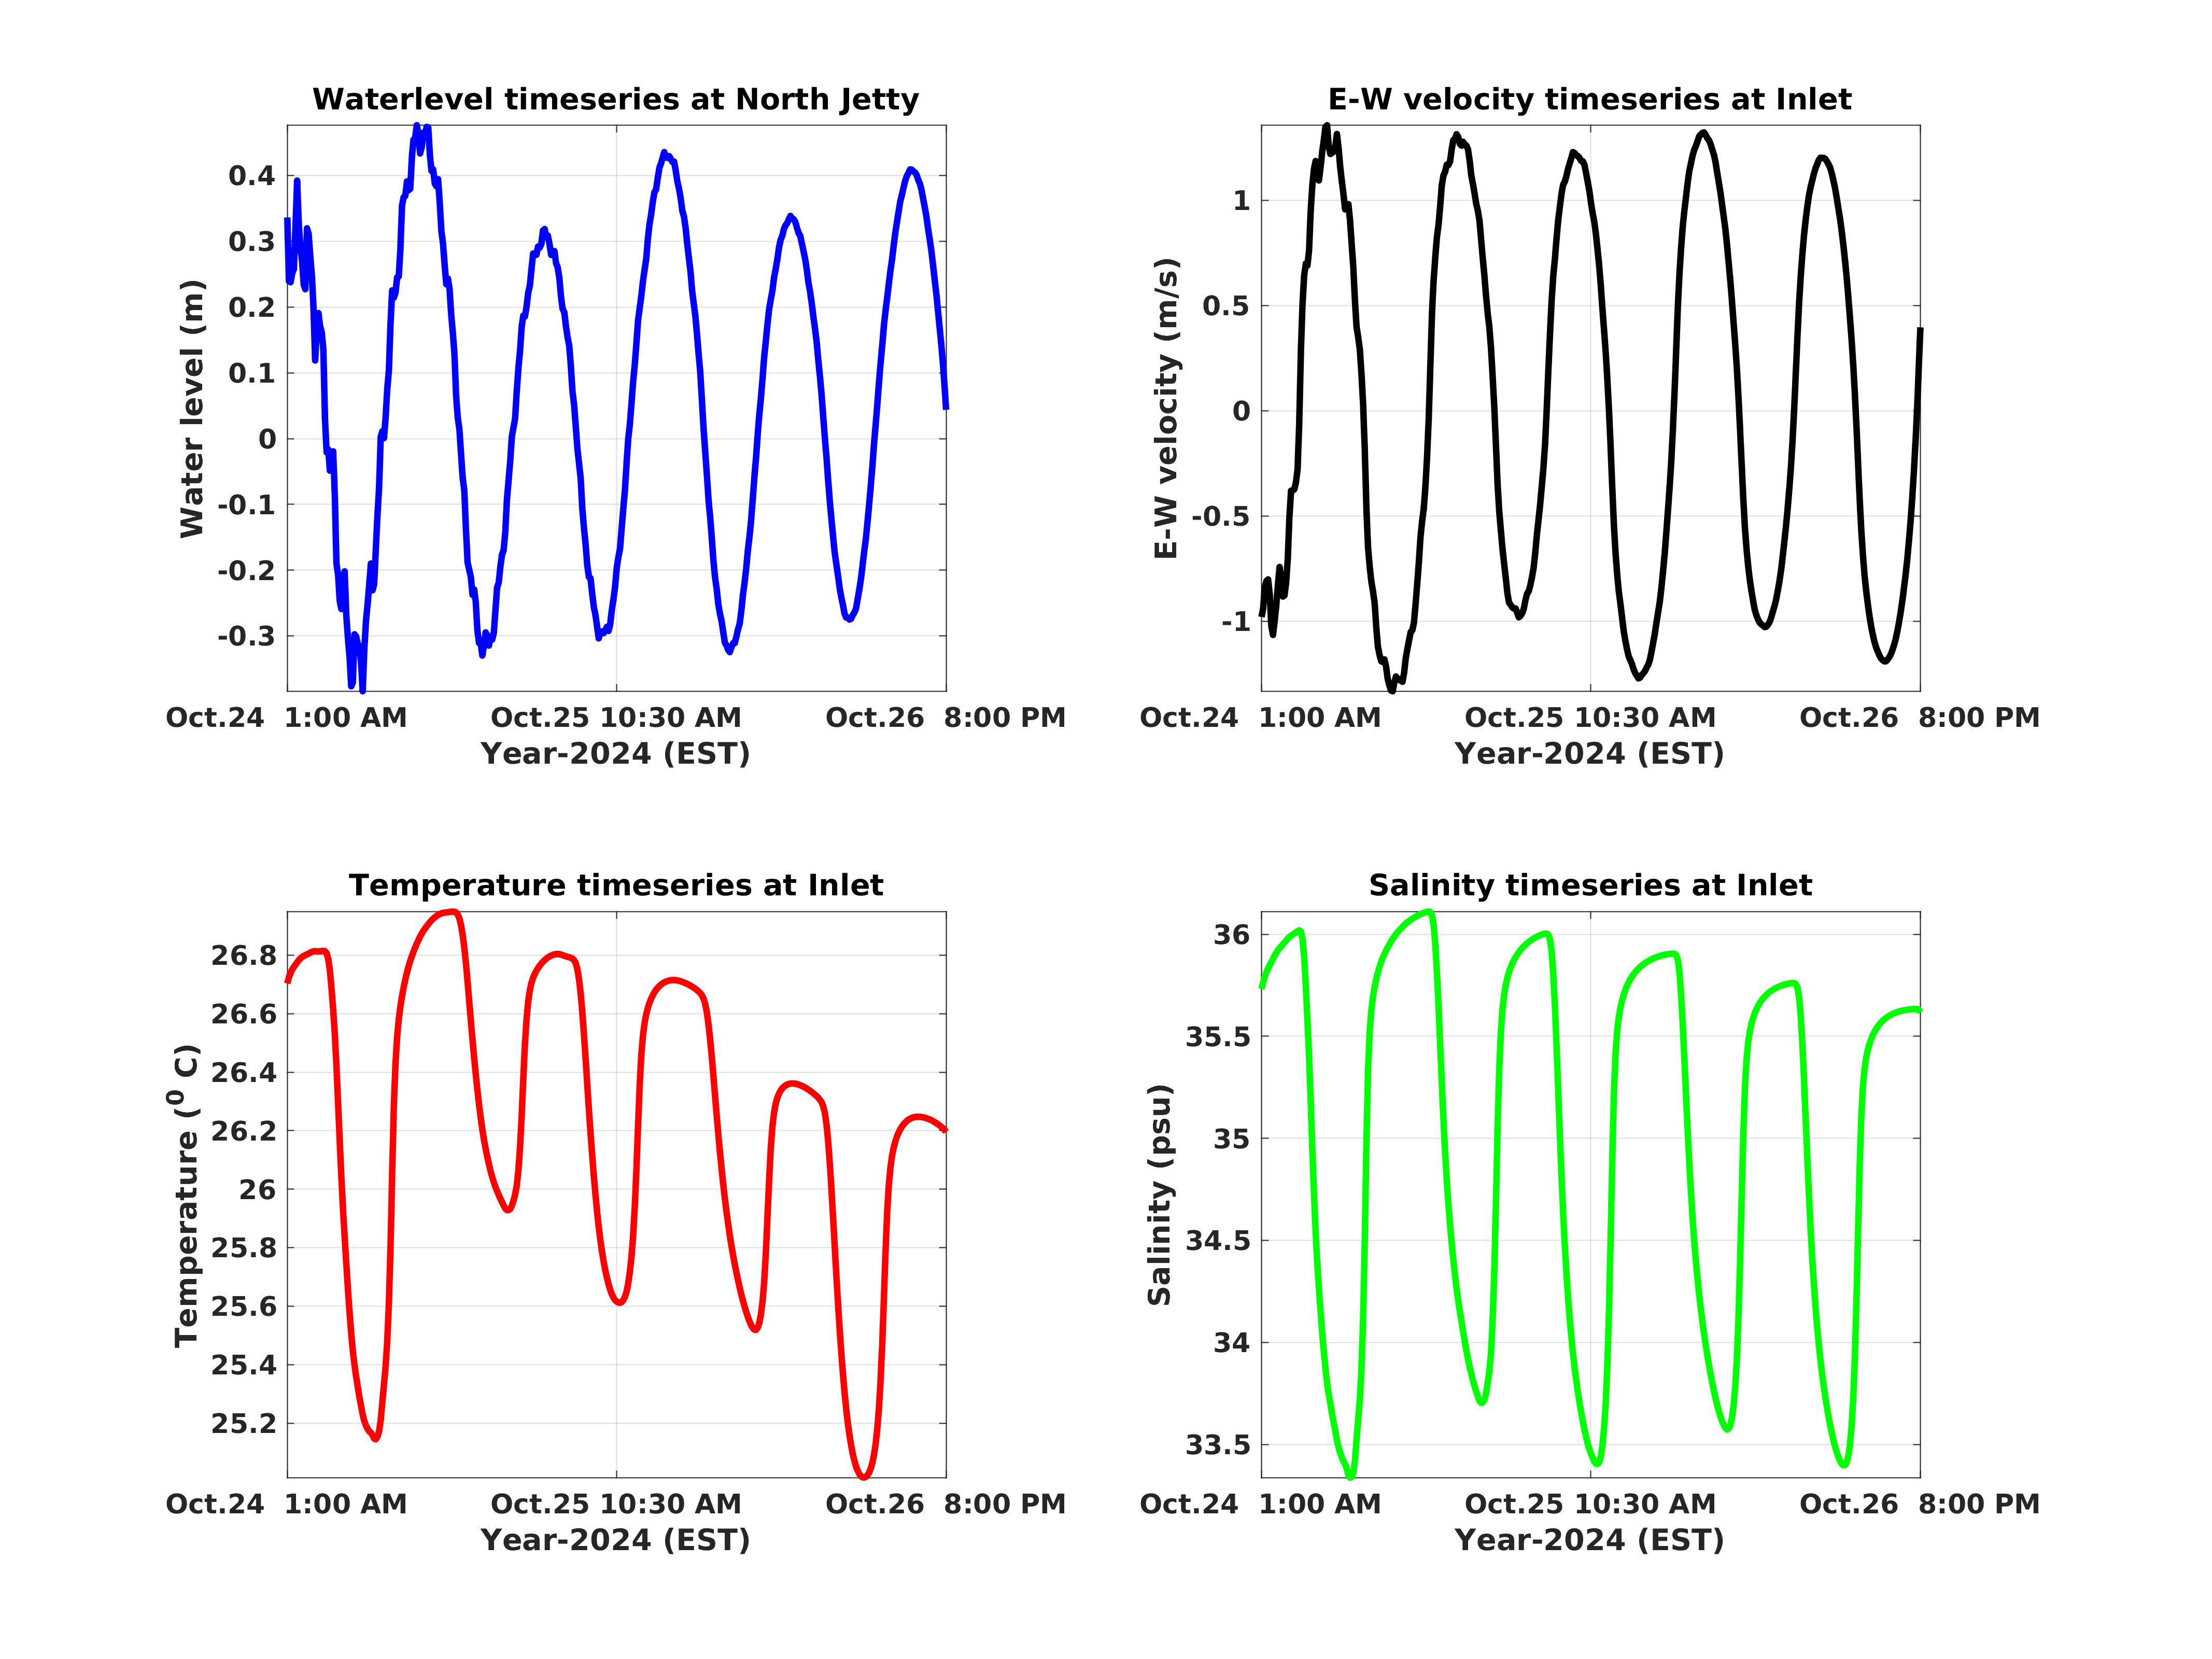 Waterlevel timeseries at North Jetty
Water level (m)
0.4
0.3
0.2
0.1
0
-0.1
-0.2
-0.3
Oct.24 1:00 AM Oct.25 10:30 AM Oct.26 8:00 PM
Year-2024 (EST)
E-W velocity timeseries at Inlet
E-W velocity (m/s)
1
0.5
0
-0.5
-1
Oct.24 1:00 AM Oct.25 10:30 AM Oct.26 8:00 PM
Year-2024 (EST)
Temperature timeseries at Inlet
Temperature (⁰ C)
26.8
26.6
26.4
26.2
26
25.8
25.6
25.4
25.2
Oct.24 1:00 AM Oct.25 10:30 AM Oct.26 8:00 PM
Year-2024 (EST)
Salinity timeseries at Inlet
Salinity (psu)
36
35.5
35
34.5
34
33.5
Oct.24 1:00 AM Oct.25 10:30 AM Oct.26 8:00 PM
Year-2024 (EST)